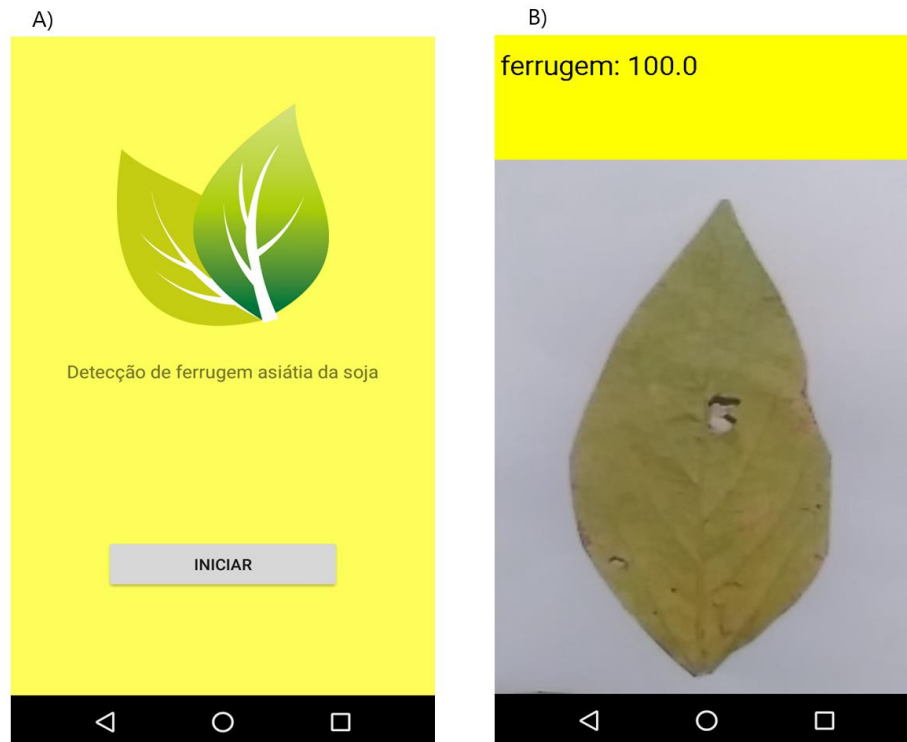 A)
Detecção de ferrugem asiátia da soja
INICIAR
B)
ferrugem: 100.0